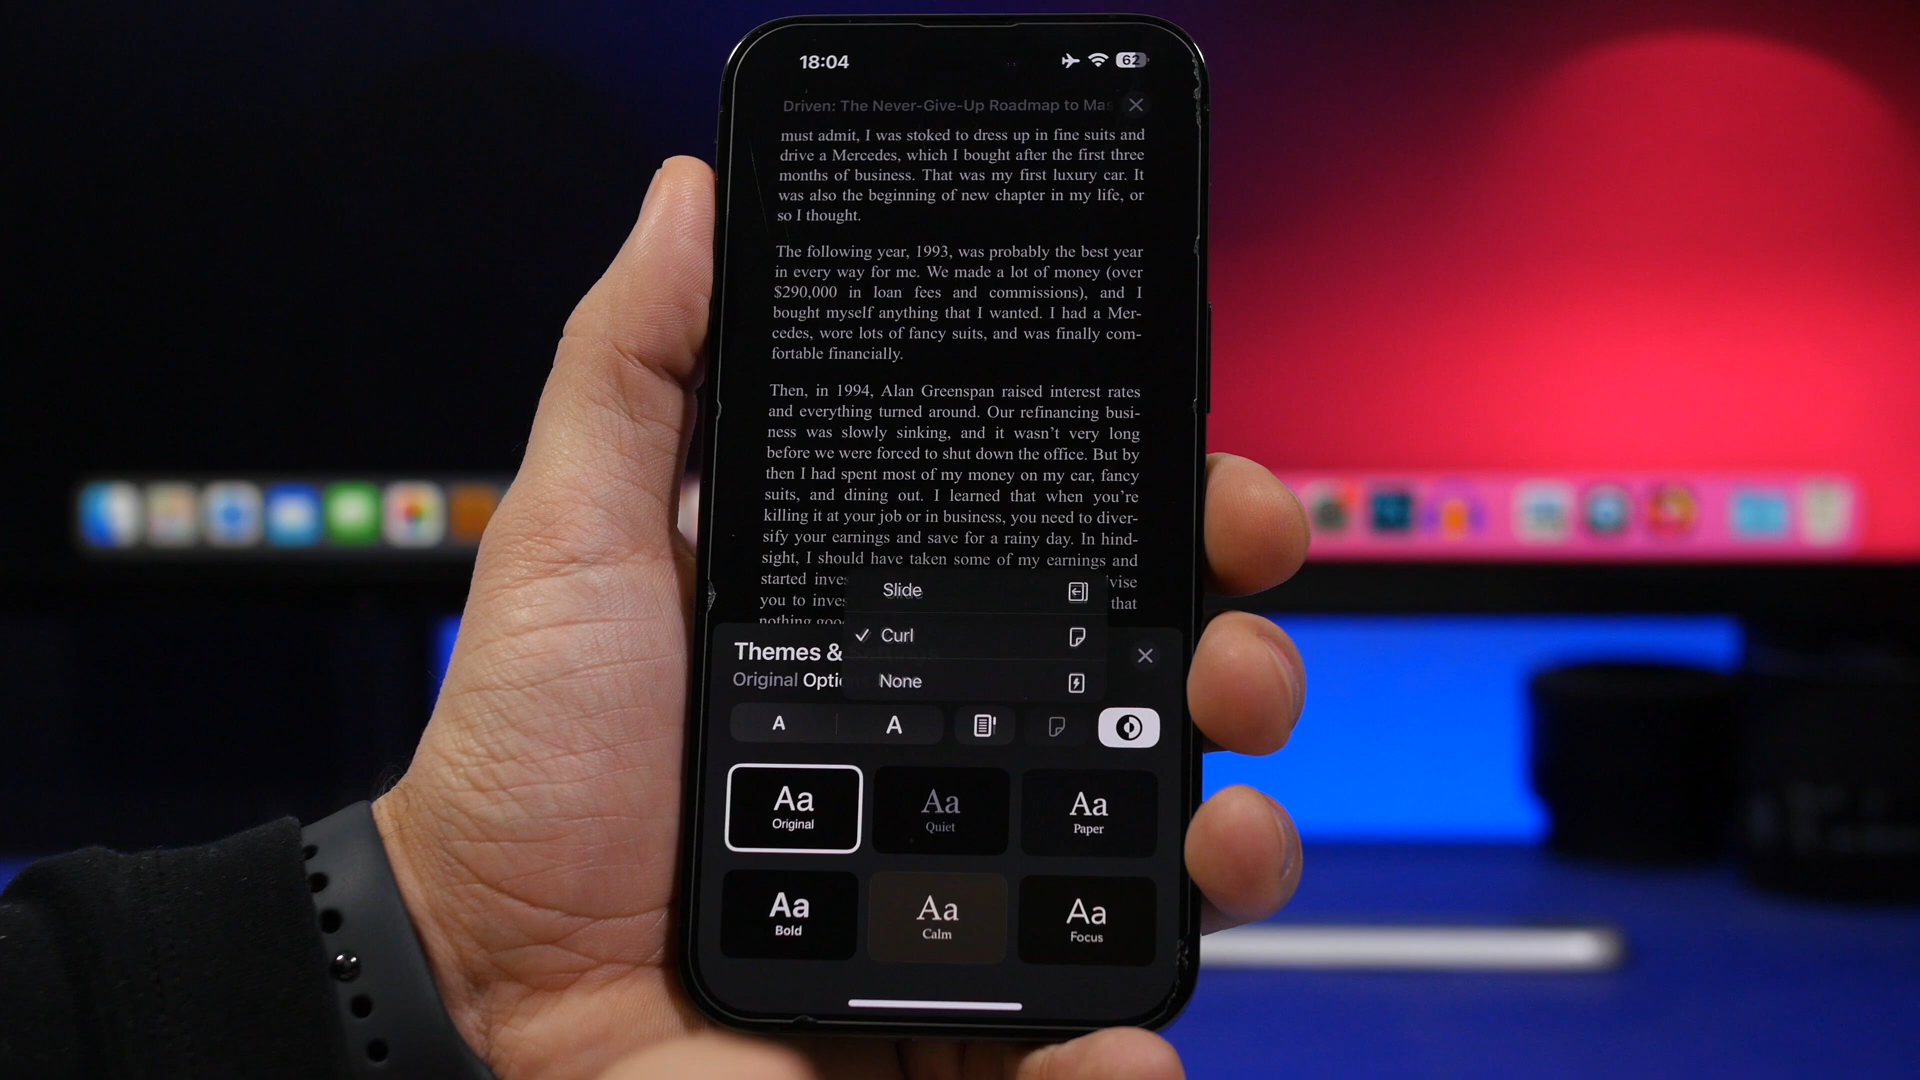 18:04
62
Driven: The Never-Give-Up Roadmap to Mas
must admit, I was stoked to dress up in fine suits and
drive a Mercedes, which I bought after the first three
months of business. That was my first luxury car. It
was also the beginning of new chapter in my life, or
so I thought.
The following year, 1993, was probably the best year
in every way for me. We made a lot of money (over
$290,000 in loan fees and commissions), and I
bought myself anything that I wanted. I had a Mer-
cedes, wore lots of fancy suits, and was finally com-
fortable financially.
Then, in 1994, Alan Greenspan raised interest rates
and everything turned around. Our refinancing busi-
ness was slowly sinking, and it wasn't very long
before we were forced to shut down the office. But by
then I had spent most of my money on my car, fancy
suits, and dining out. I learned that when you're
killing it at your job or in business, you need to diver-
sify your earnings and save for a rainy day. In hind-
sight, I should have taken some of my earnings and
started inves vise
you to inves that
nothing goo
Slide
Curl
None
Themes &
Original Opti
A A
Aa Original
Aa Quiet
Aa Paper
Aa Bold
Aa Calm
Aa Focus